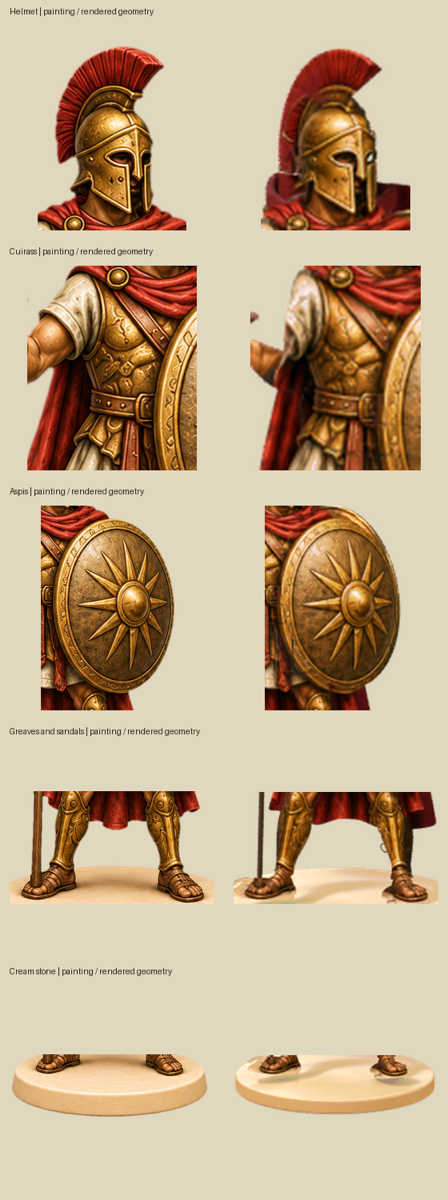 Helmet | painting / rendered geometry
Cuirass | painting / rendered geometry
Aspis | painting / rendered geometry
Greaves and sandals | painting / rendered geometry
Cream stone | painting / rendered geometry